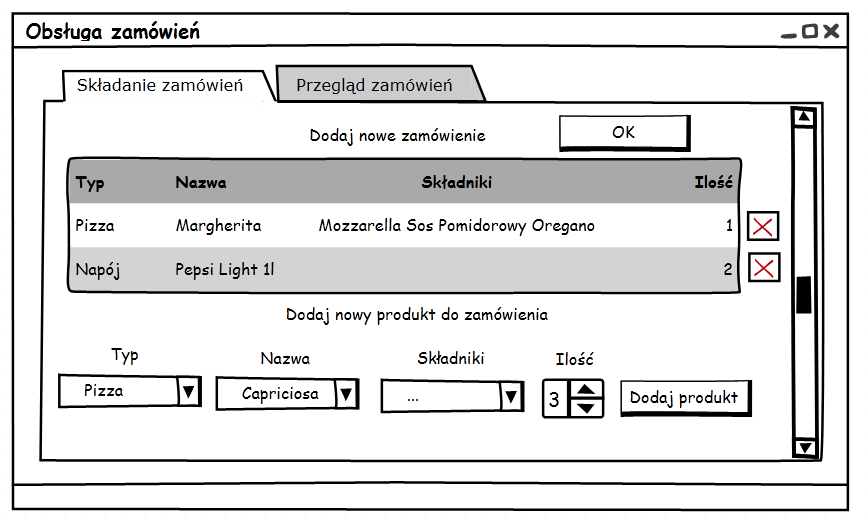 Obsługa zamówień
Składanie zamówień Przegląd zamówień
Dodaj nowe zamówienie OK
Typ Nazwa Składniki Ilość
Pizza Margherita Mozzarella Sos Pomidorowy Oregano 1
Napój Pepsi Light 1l 2
Dodaj nowy produkt do zamówienia
Typ Nazwa Składniki Ilość
Pizza Capriciosa ... 3 Dodaj produkt